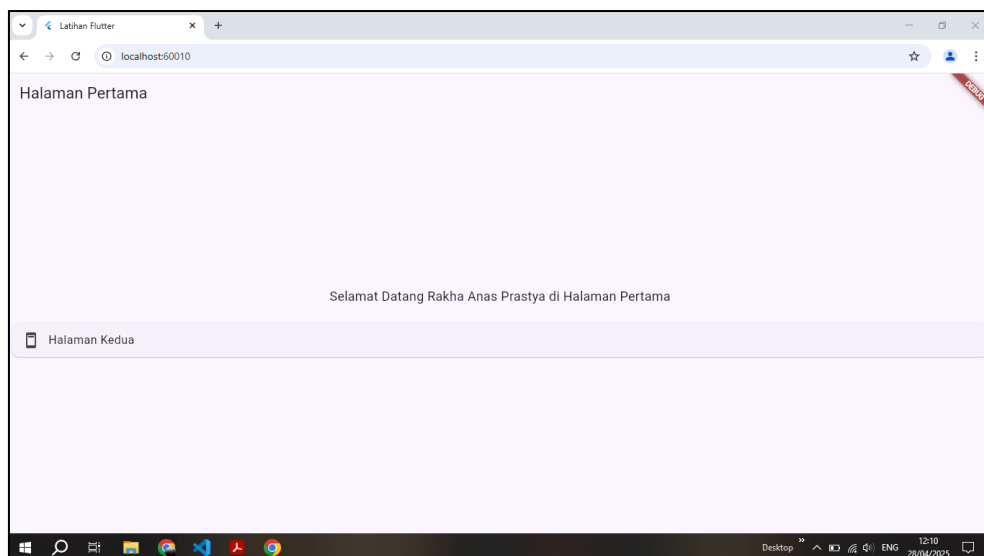 Latihan Flutter
localhost:60010
Halaman Pertama
DEBUG
Selamat Datang Rakha Anas Prastya di Halaman Pertama
Halaman Kedua
Desktop
ENG
12:10
28/04/2025